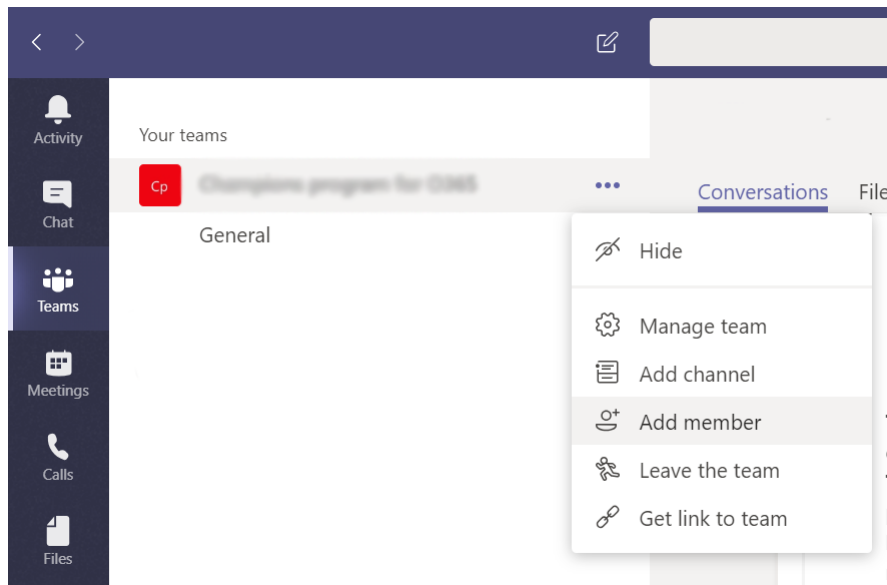 Activity
Chat
Teams
Meetings
Calls
Files
Your teams
Cp
General
Conversations
Hide
Manage team
Add channel
Add member
Leave the team
Get link to team